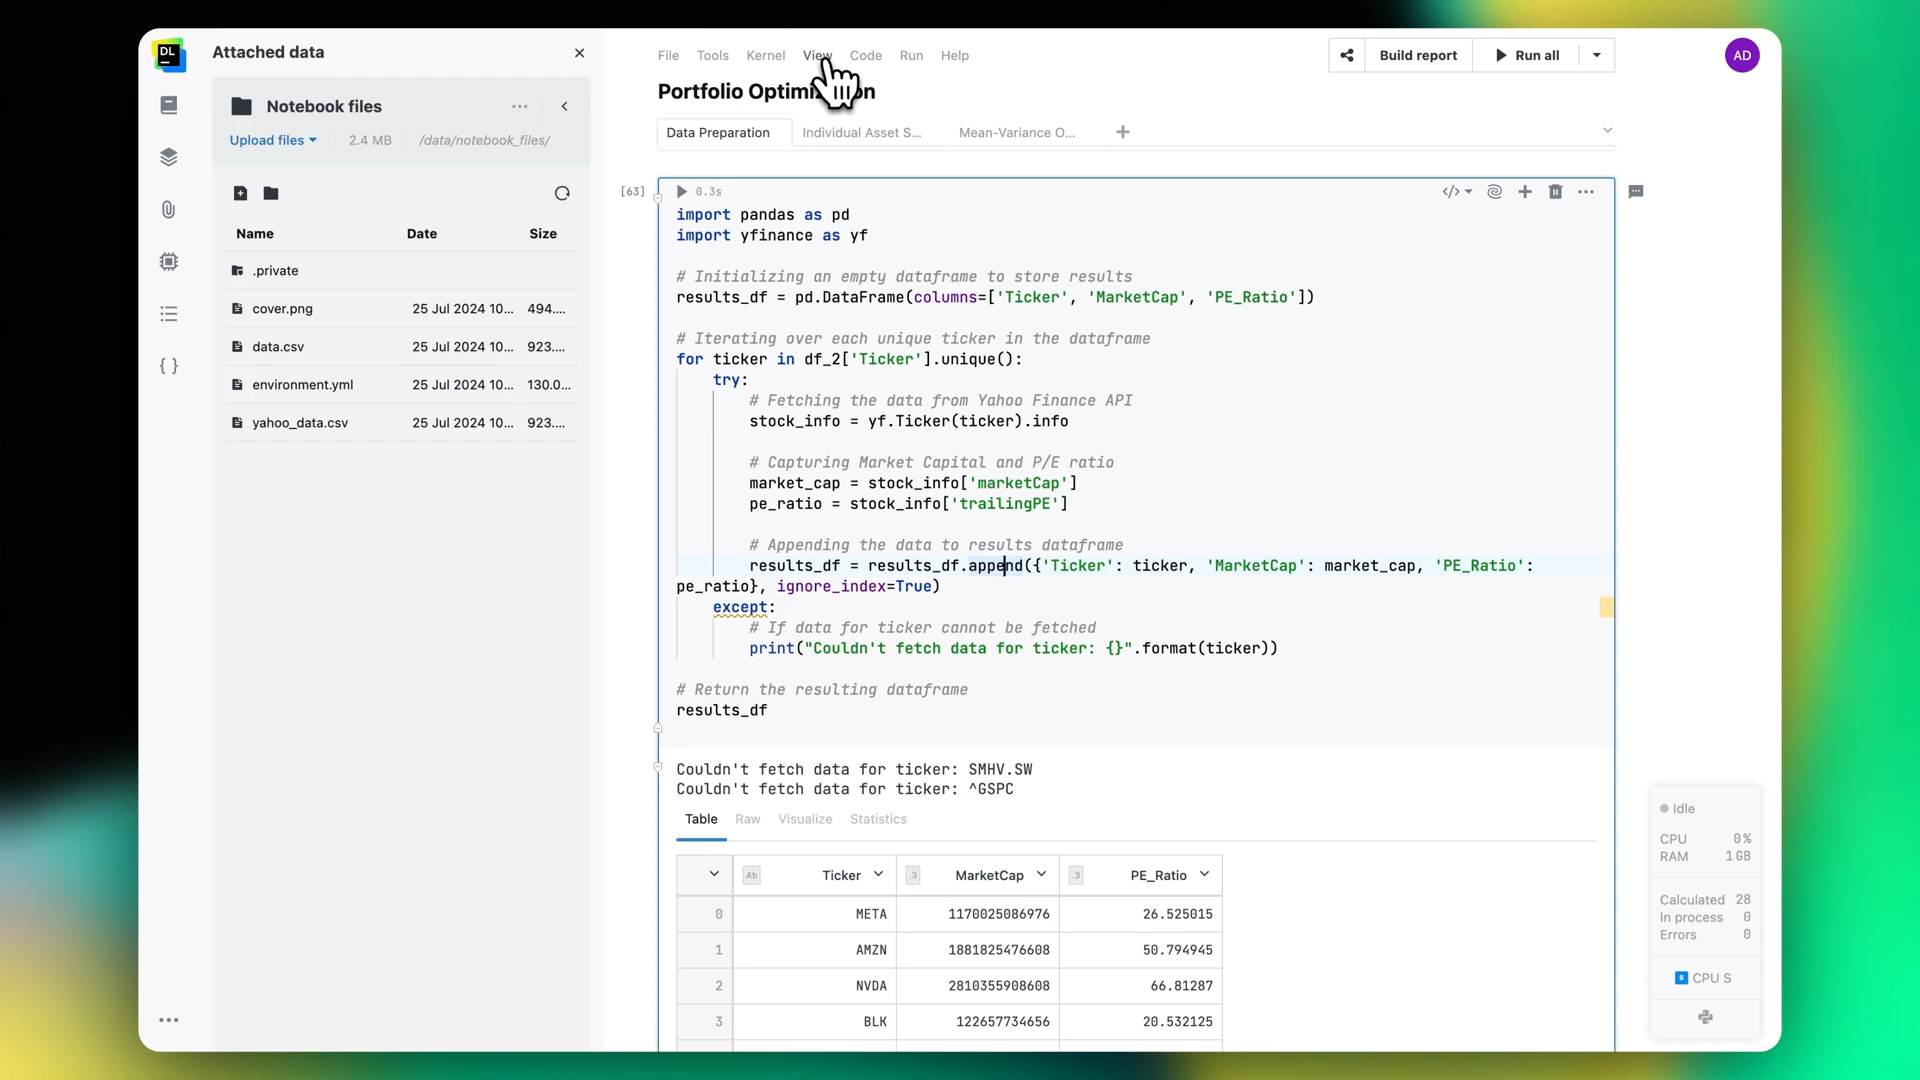 DL
Attached data
Notebook files
Upload files
2.4 MB
/data/notebook_files/
Name Date Size
.private
cover.png 25 Jul 2024 10... 494....
data.csv 25 Jul 2024 10... 923....
environment.yml 25 Jul 2024 10... 130.0...
yahoo_data.csv 25 Jul 2024 10... 923....
File Tools Kernel View Code Run Help
Build report
Run all
AD
Portfolio Optimiz on
Data Preparation
Individual Asset S...
Mean-Variance O...
[63]
0.3s
import pandas as pd
import yfinance as yf
# Initializing an empty dataframe to store results
results_df = pd.DataFrame(columns=['Ticker', 'MarketCap', 'PE_Ratio'])
# Iterating over each unique ticker in the dataframe
for ticker in df_2['Ticker'].unique():
try:
# Fetching the data from Yahoo Finance API
stock_info = yf.Ticker(ticker).info
# Capturing Market Capital and P/E ratio
market_cap = stock_info['marketCap']
pe_ratio = stock_info['trailingPE']
# Appending the data to results dataframe
results_df = results_df.append({'Ticker': ticker, 'MarketCap': market_cap, 'PE_Ratio':
pe_ratio}, ignore_index=True)
except:
# If data for ticker cannot be fetched
print("Couldn't fetch data for ticker: {}".format(ticker))
# Return the resulting dataframe
results_df
Couldn't fetch data for ticker: SMHV.SW
Couldn't fetch data for ticker: ^GSPC
Table Raw Visualize Statistics
Ab Ticker .3 MarketCap .3 PE_Ratio
0 META 1170025086976 26.525015
1 AMZN 1881825476608 50.794945
2 NVDA 2810355908608 66.81287
3 BLK 122657734656 20.532125
Idle
CPU 0%
RAM 1GB
Calculated 28
In process 0
Errors 0
S CPU S